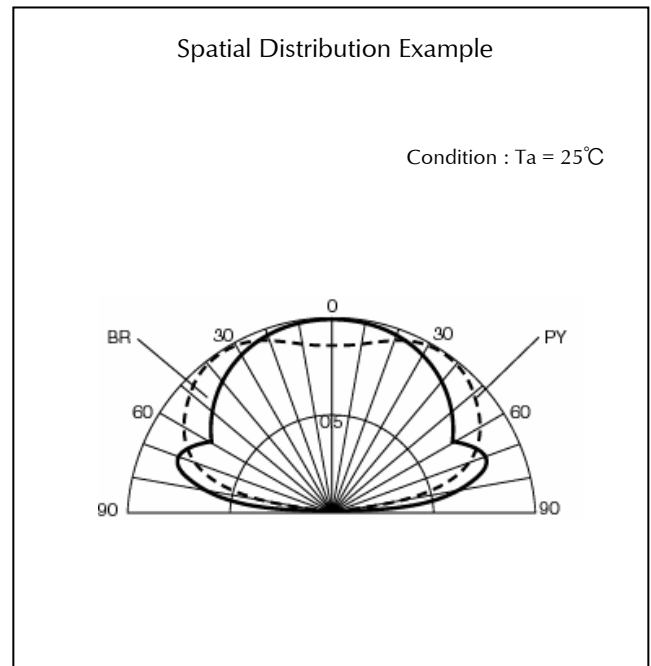 Spatial Distribution Example
Condition : Ta = 25℃
0
BR 30 30 PY
60 0.5 60
90 90